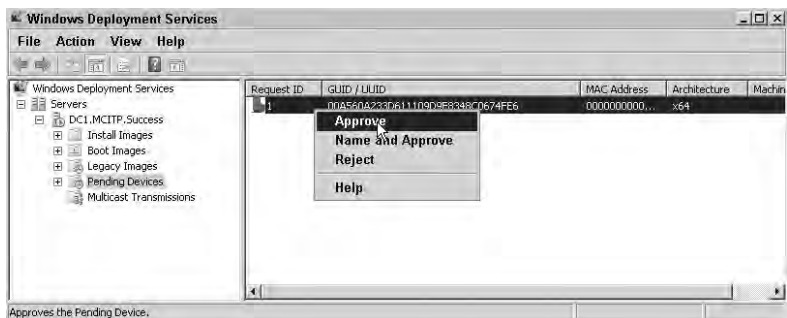 Windows Deployment Services
File Action View Help
Windows Deployment Services
Servers
DC1.MCITP.Success
Install Images
Boot Images
Legacy Images
Pending Devices
Multicast Transmissions
Request ID GUID / UUID MAC Address Architecture Machin
1 00A560A233D611109D9E8348C0674FE6 0000000000... x64
Approve
Name and Approve
Reject
Help
Approves the Pending Device.